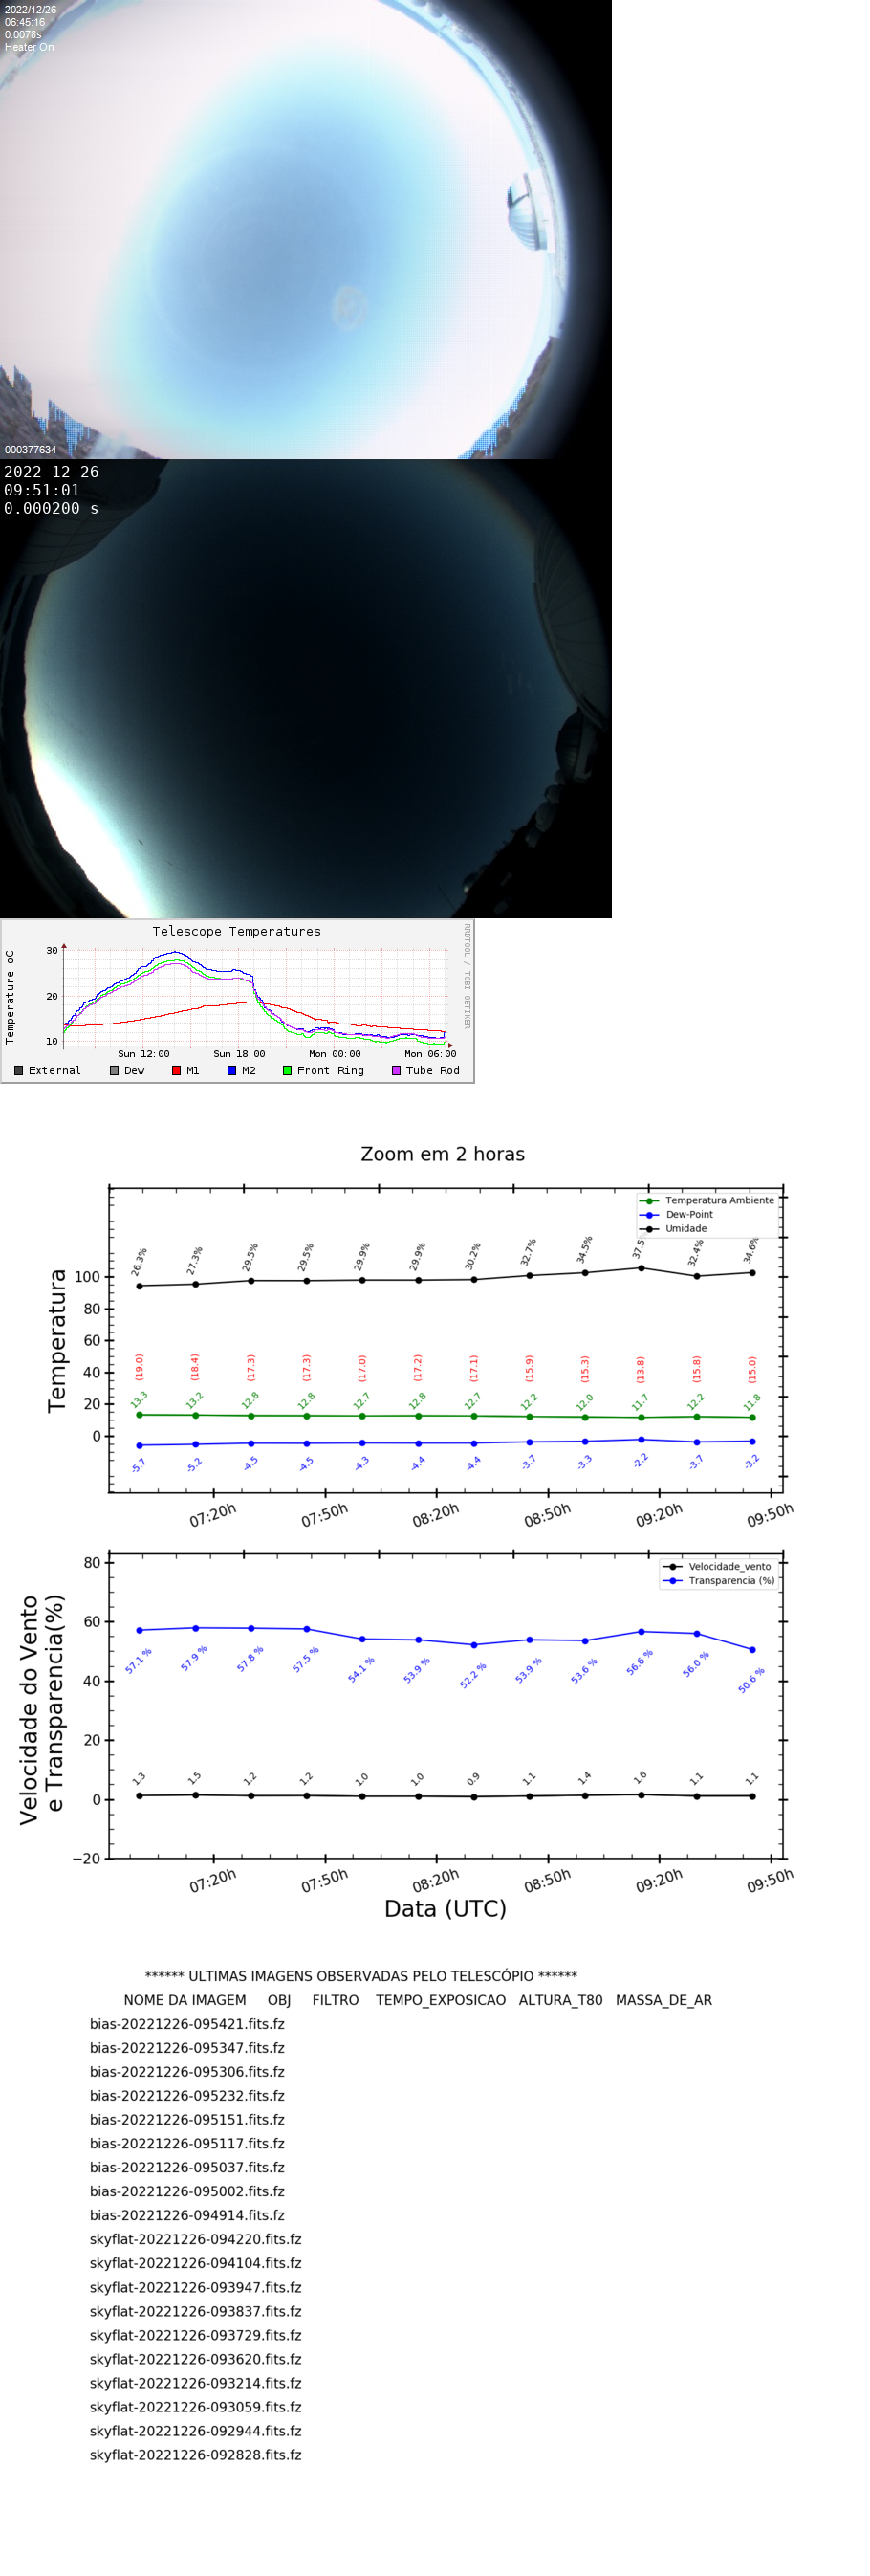 2022/12/26
06:45:16
0.0078s
Heater On
000377634
2022-12-26
09:51:01
0.000200 s
Telescope Temperatures
RRDTOOL / TOBI OETIKER
Temperature oC
30
20
10
Sun 12:00 Sun 18:00 Mon 00:00 Mon 06:00
External Dew M1 M2 Front Ring Tube Rod
Zoom em 2 horas
Temperatura Ambiente
Dew-Point
Umidade
Temperatura
100
80
60
40
20
0
26.3% 27.3% 29.5% 29.5% 29.9% 29.9% 30.2% 32.7% 34.5% 37.5 32.4% 34.6%
(19.0) (18.4) (17.3) (17.3) (17.0) (17.2) (17.1) (15.9) (15.3) (13.8) (15.8) (15.0)
13.3 13.2 12.8 12.8 12.7 12.8 12.7 12.2 12.0 11.7 12.2 11.8
-5.7 -5.2 -4.5 -4.5 -4.3 -4.4 -4.4 -3.7 -3.3 -2.2 -3.7 -3.2
07:20h 07:50h 08:20h 08:50h 09:20h 09:50h
Velocidade_vento
Transparencia (%)
Velocidade do Vento
e Transparencia(%)
80
60
40
20
0
−20
57.1 % 57.9 % 57.8 % 57.5 % 54.1 % 53.9 % 52.2 % 53.9 % 53.6 % 56.6 % 56.0 % 50.6 %
1.3 1.5 1.2 1.2 1.0 1.0 0.9 1.1 1.4 1.6 1.1 1.1
07:20h 07:50h 08:20h 08:50h 09:20h 09:50h
Data (UTC)
****** ULTIMAS IMAGENS OBSERVADAS PELO TELESCÓPIO ******
NOME DA IMAGEM OBJ FILTRO TEMPO_EXPOSICAO ALTURA_T80 MASSA_DE_AR
bias-20221226-095421.fits.fz
bias-20221226-095347.fits.fz
bias-20221226-095306.fits.fz
bias-20221226-095232.fits.fz
bias-20221226-095151.fits.fz
bias-20221226-095117.fits.fz
bias-20221226-095037.fits.fz
bias-20221226-095002.fits.fz
bias-20221226-094914.fits.fz
skyflat-20221226-094220.fits.fz
skyflat-20221226-094104.fits.fz
skyflat-20221226-093947.fits.fz
skyflat-20221226-093837.fits.fz
skyflat-20221226-093729.fits.fz
skyflat-20221226-093620.fits.fz
skyflat-20221226-093214.fits.fz
skyflat-20221226-093059.fits.fz
skyflat-20221226-092944.fits.fz
skyflat-20221226-092828.fits.fz